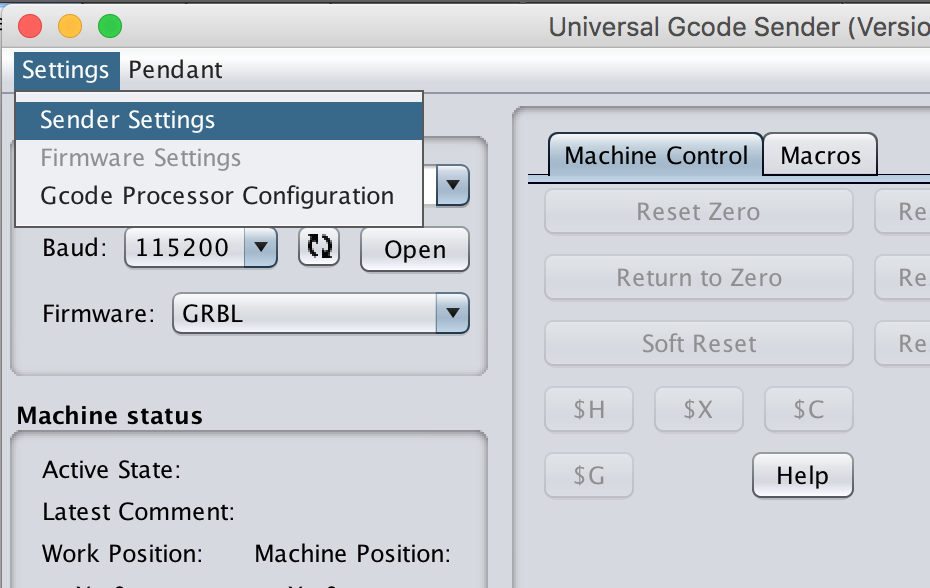 Universal Gcode Sender (Versio
Settings Pendant
Sender Settings
Firmware Settings
Gcode Processor Configuration
Baud: 115200 Open
Firmware: GRBL
Machine status
Active State:
Latest Comment:
Work Position: Machine Position:
Machine Control Macros
Reset Zero Re
Return to Zero Re
Soft Reset Re
$H $X $C
$G Help